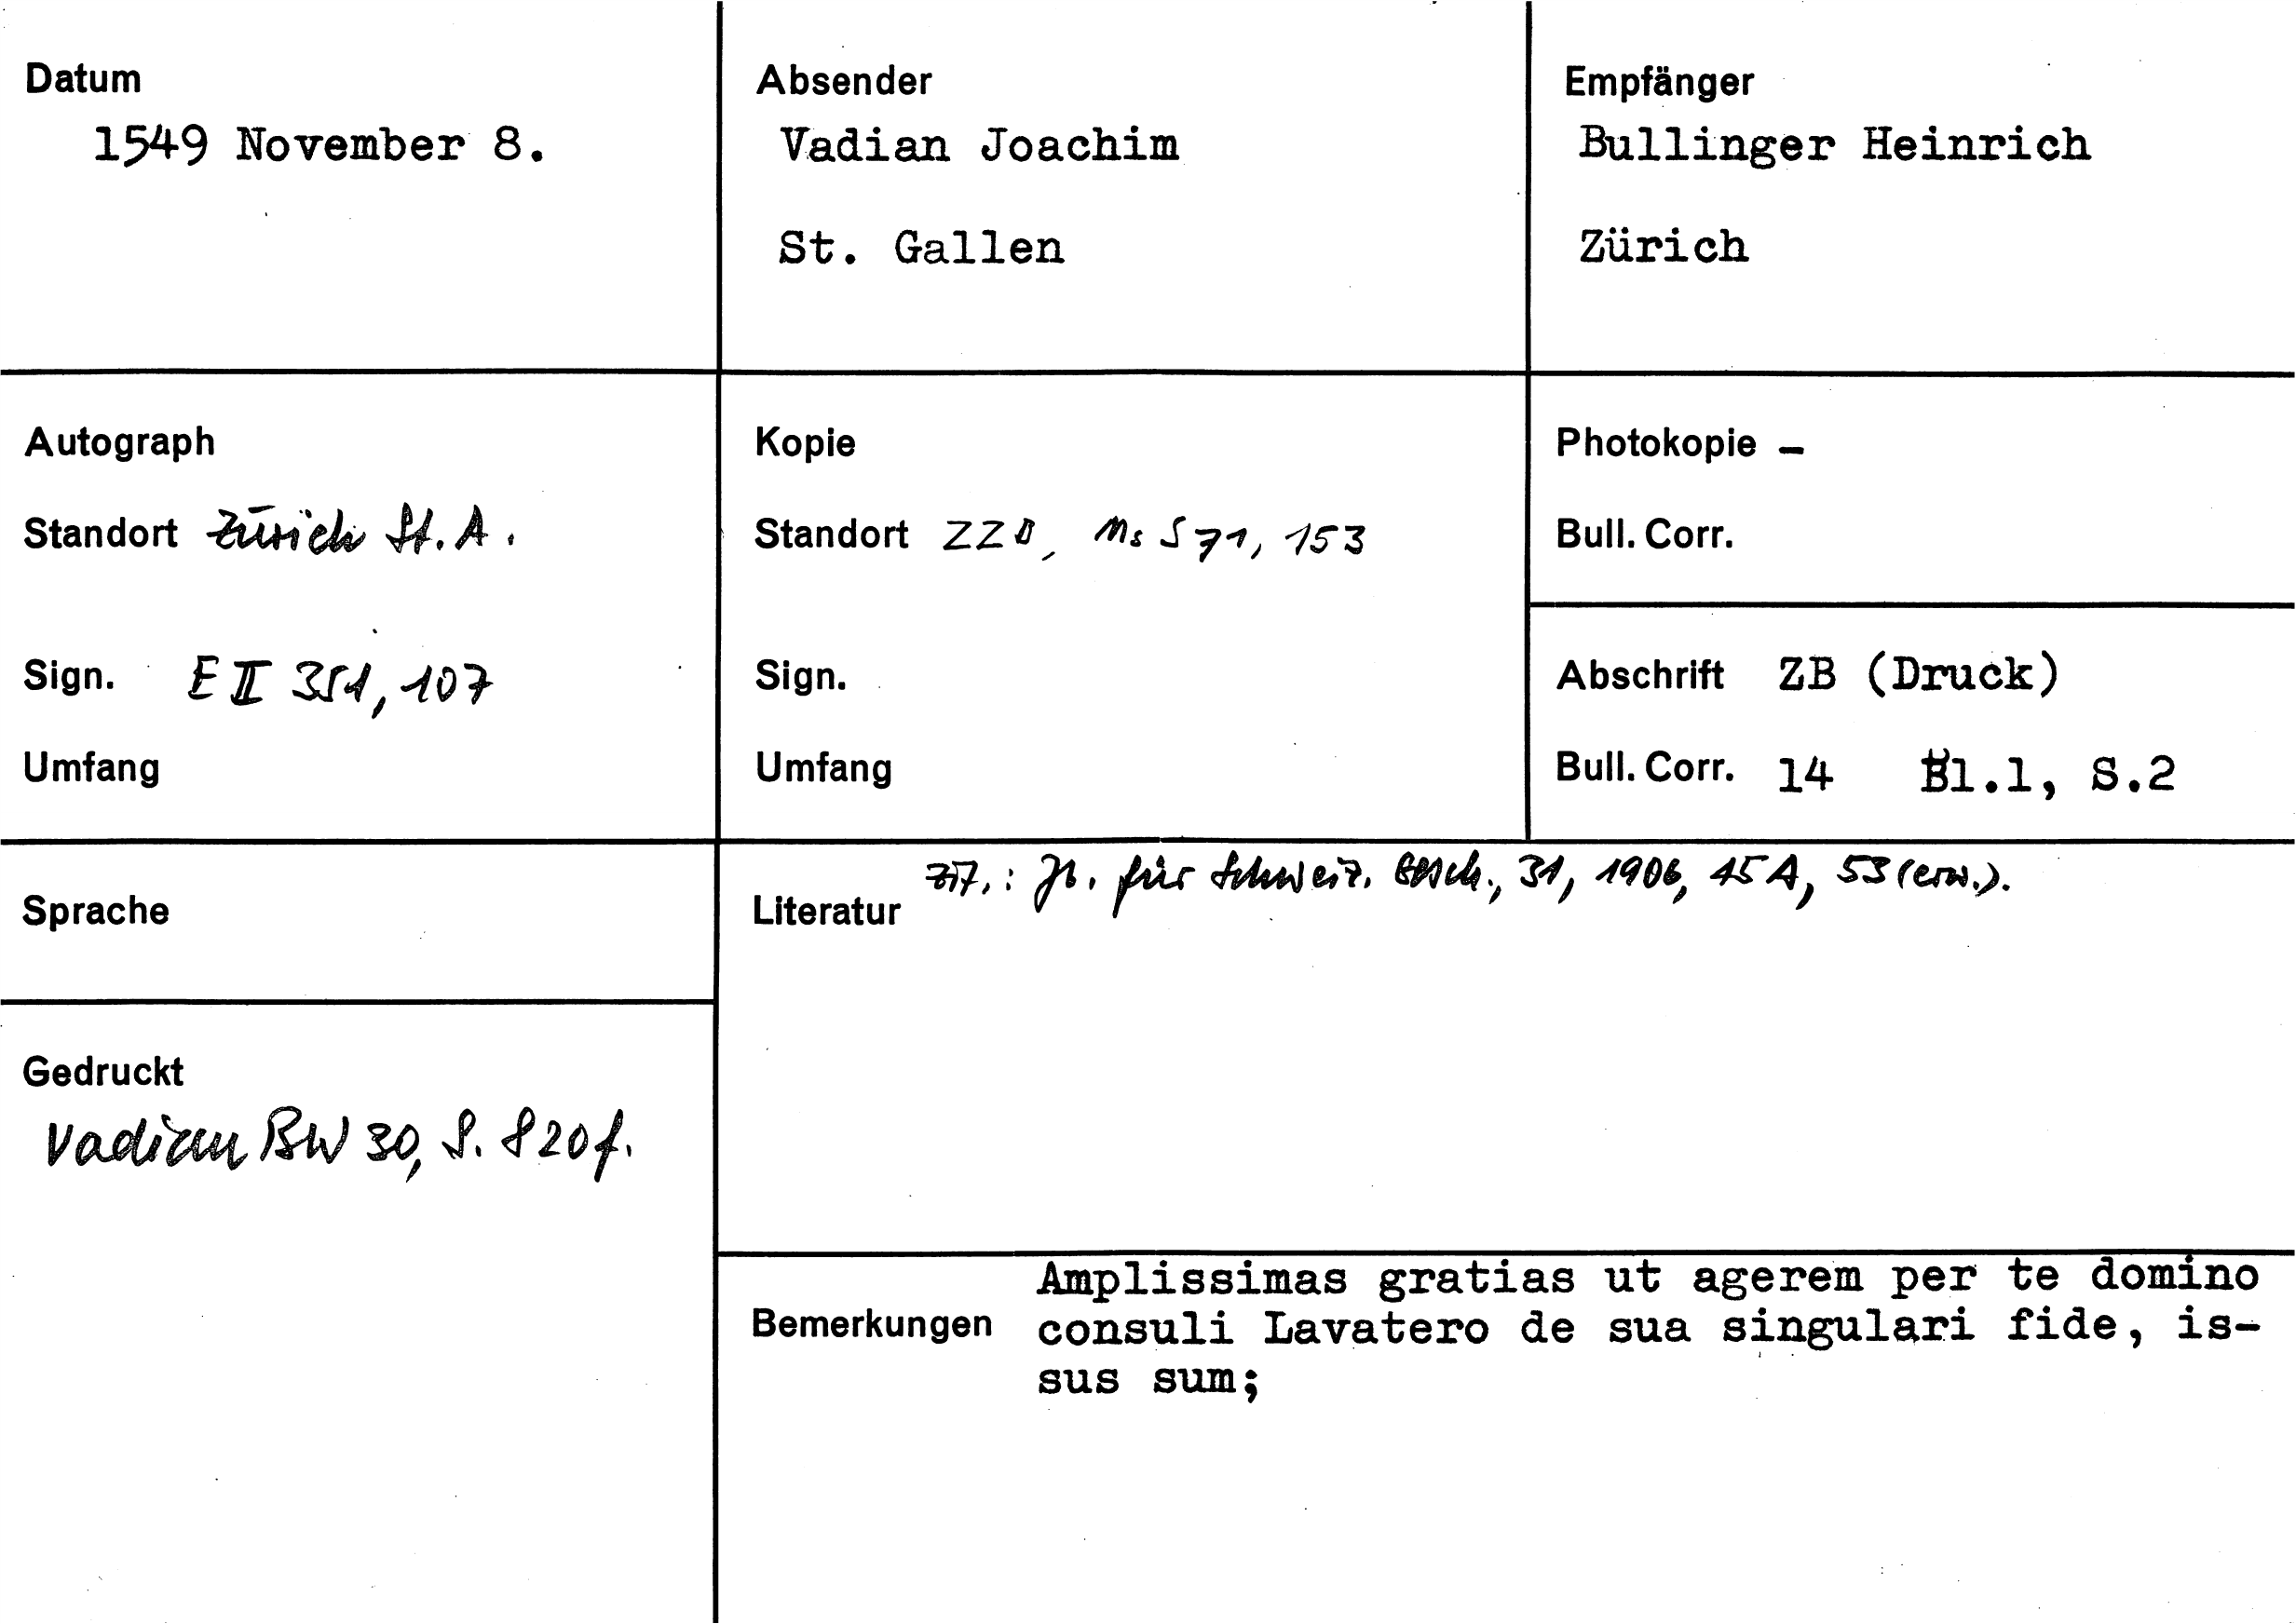 Datum
1549 November 8.
Absender
Vadian Joachim
St. Gallen
Empfänger
Bullinger Heinrich
Zürich
Autograph
Standort Zürich St. A.
Sign. E II 351, 107
Umfang
Kopie
Standort ZZB, Ms S 71, 153
Sign.
Umfang
Photokopie –
Bull. Corr.
Abschrift ZB (Druck)
Bull. Corr. 14 Bl.1, S.2
Sprache
Gedruckt
Vadian BW 30, S. 820f.
zit.: Jb. für Schweiz. Gesch., 31, 1906, 45 A, 53 (erw.).
Literatur
Bemerkungen
Amplissimas gratias ut agerem per te domino
consuli Lavatero de sua singulari fide, is-
sus sum;